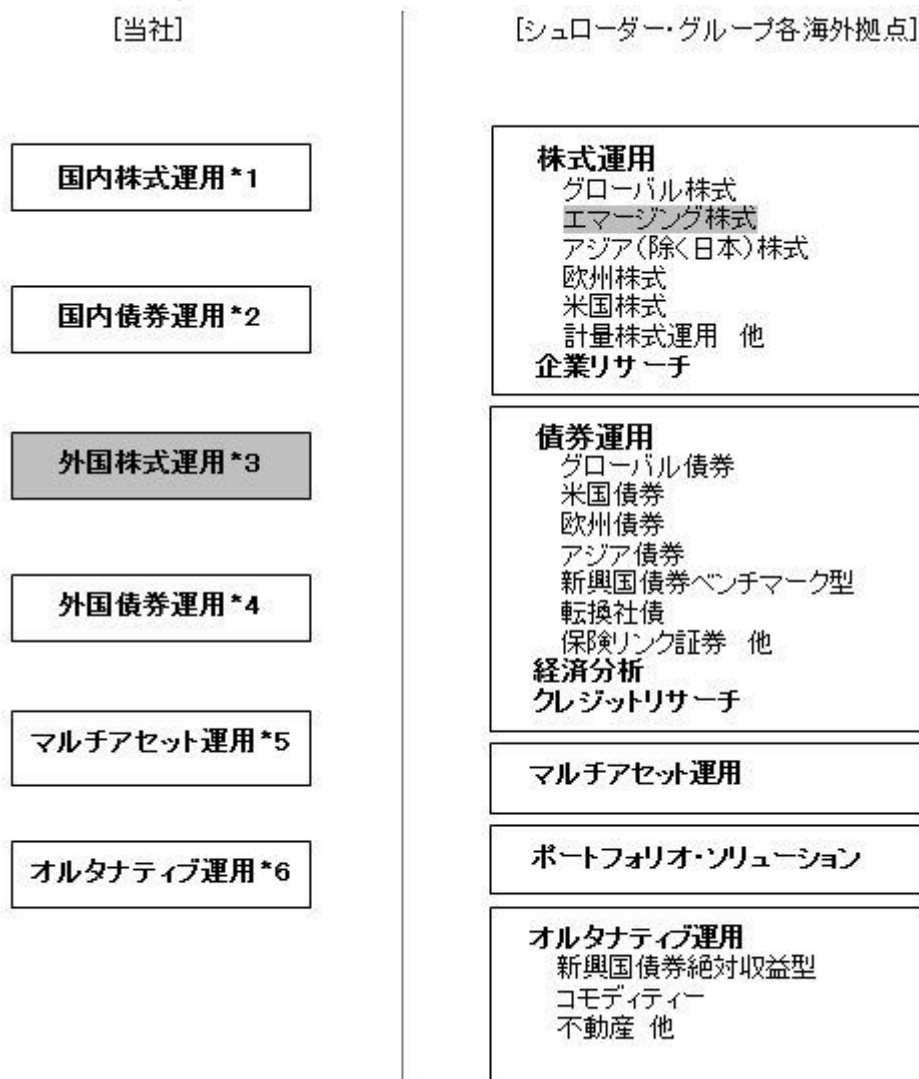 [当社]
国内株式運用*1
国内債券運用*2
外国株式運用*3
外国債券運用*4
マルチアセット運用*5
オルタナティブ運用*6
[シュローダー・グループ各海外拠点]
株式運用
グローバル株式
エマージング株式
アジア(除く日本)株式
欧州株式
米国株式
計量株式運用 他
企業リサーチ
債券運用
グローバル債券
米国債券
欧州債券
アジア債券
新興国債券ベンチマーク型
転換社債
保険リンク証券 他
経済分析
クレジットリサーチ
マルチアセット運用
ポートフォリオ・ソリューション
オルタナティブ運用
新興国債券絶対収益型
コモディティー
不動産 他